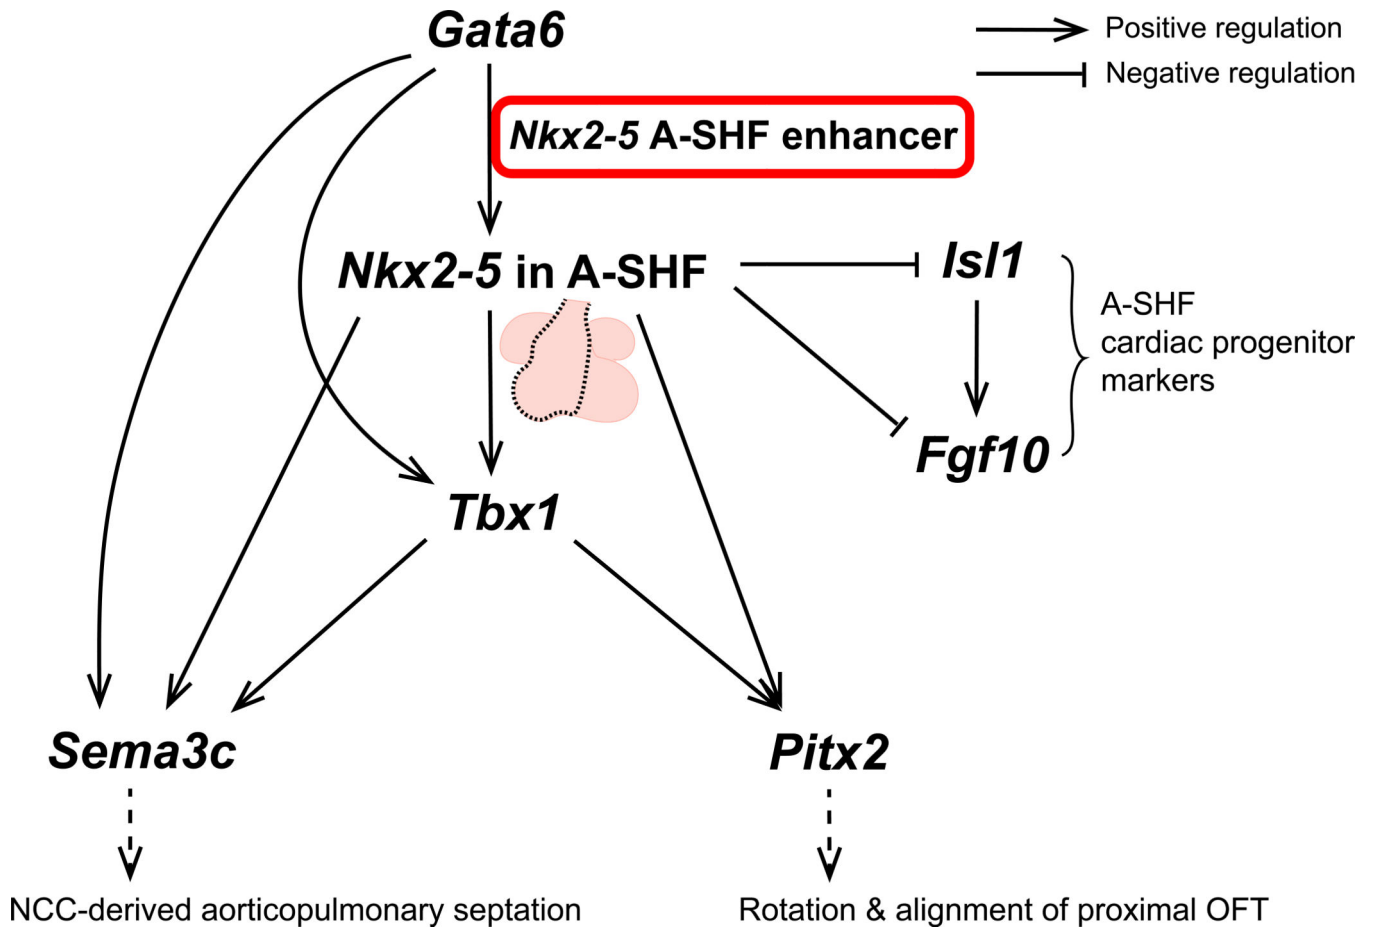 Gata6
Positive regulation
Negative regulation
Nkx2-5 A-SHF enhancer
Nkx2-5 in A-SHF
Isl1
A-SHF
cardiac progenitor
markers
Fgf10
Tbx1
Sema3c
Pitx2
NCC-derived aorticopulmonary septation
Rotation & alignment of proximal OFT